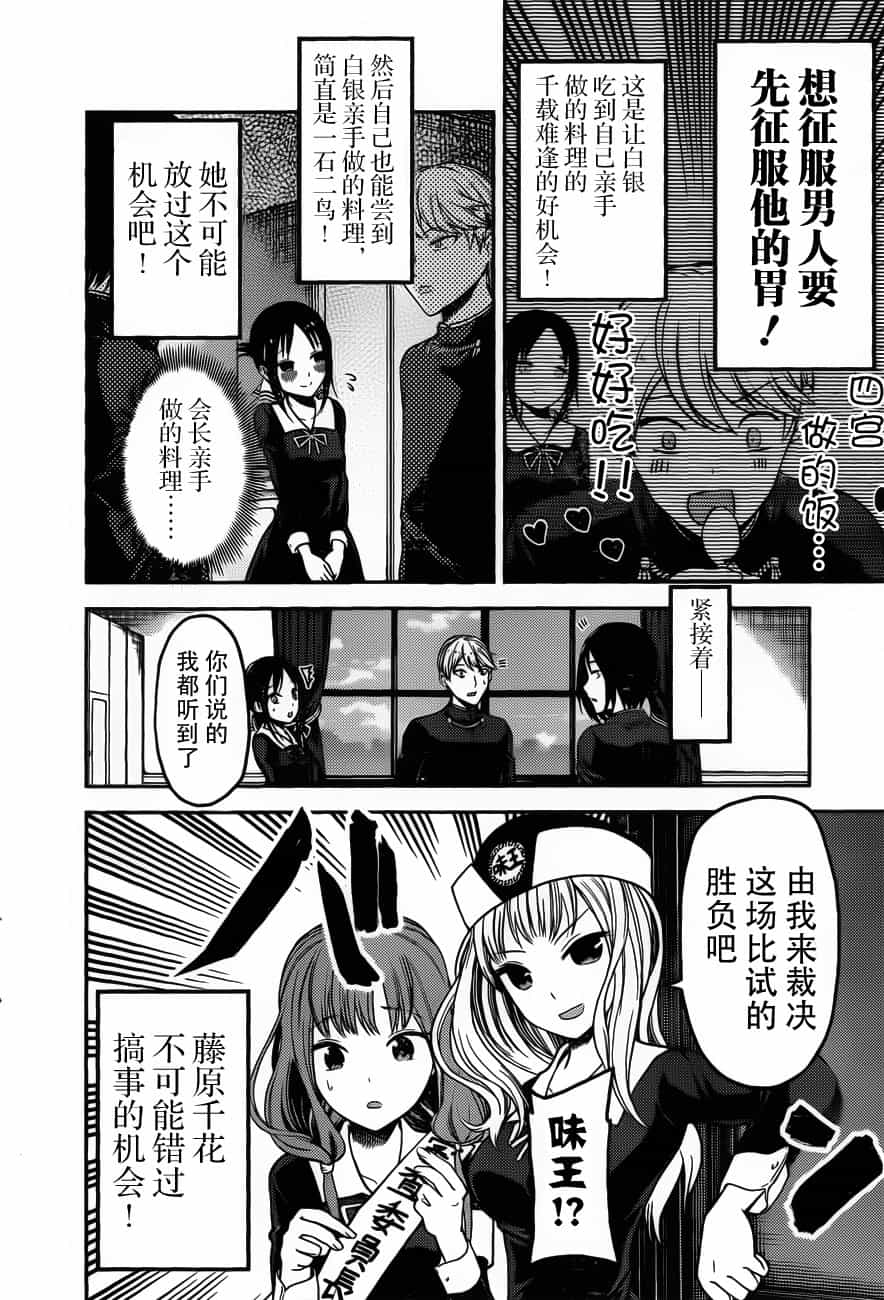 想征服男人要
先征服他的胃！
这是让白银
吃到自己亲手
做的料理的
千载难逢的好机会！
四宫
做的饭…
好好吃!!
然后自己也能尝到
白银亲手做的料理，
简直是一石二鸟！
她不可能
放过这个
机会吧！
会长亲手
做的料理……
紧接着——
你们说的
我都听到了
由我来裁决
这场比试的
胜负吧
味王
味王!?
查委员长
藤原千花
不可能错过
搞事的机会！